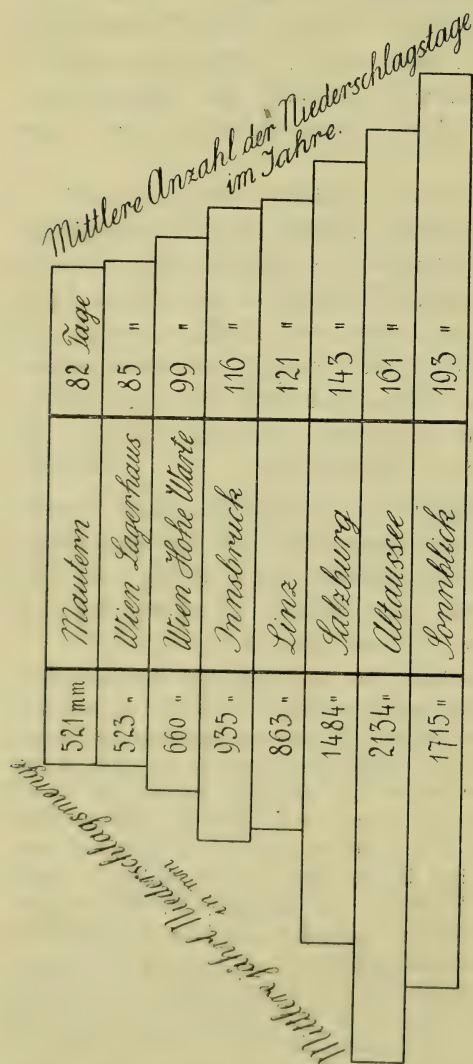 Mittlere Anzahl der Niederschlagstage
im Jahre.
82 Tage
85 "
99 "
116 "
121 "
143 "
161 "
193 "
Mautern
Wien Lagerhaus
Wien Hohe Warte
Innsbruck
Linz
Salzburg
Altaussee
Sonnblick
521 mm
523 "
660 "
935 "
863 "
1484 "
2134 "
1715 "
Mittlere jährl. Niederschlagsmenge
in mm